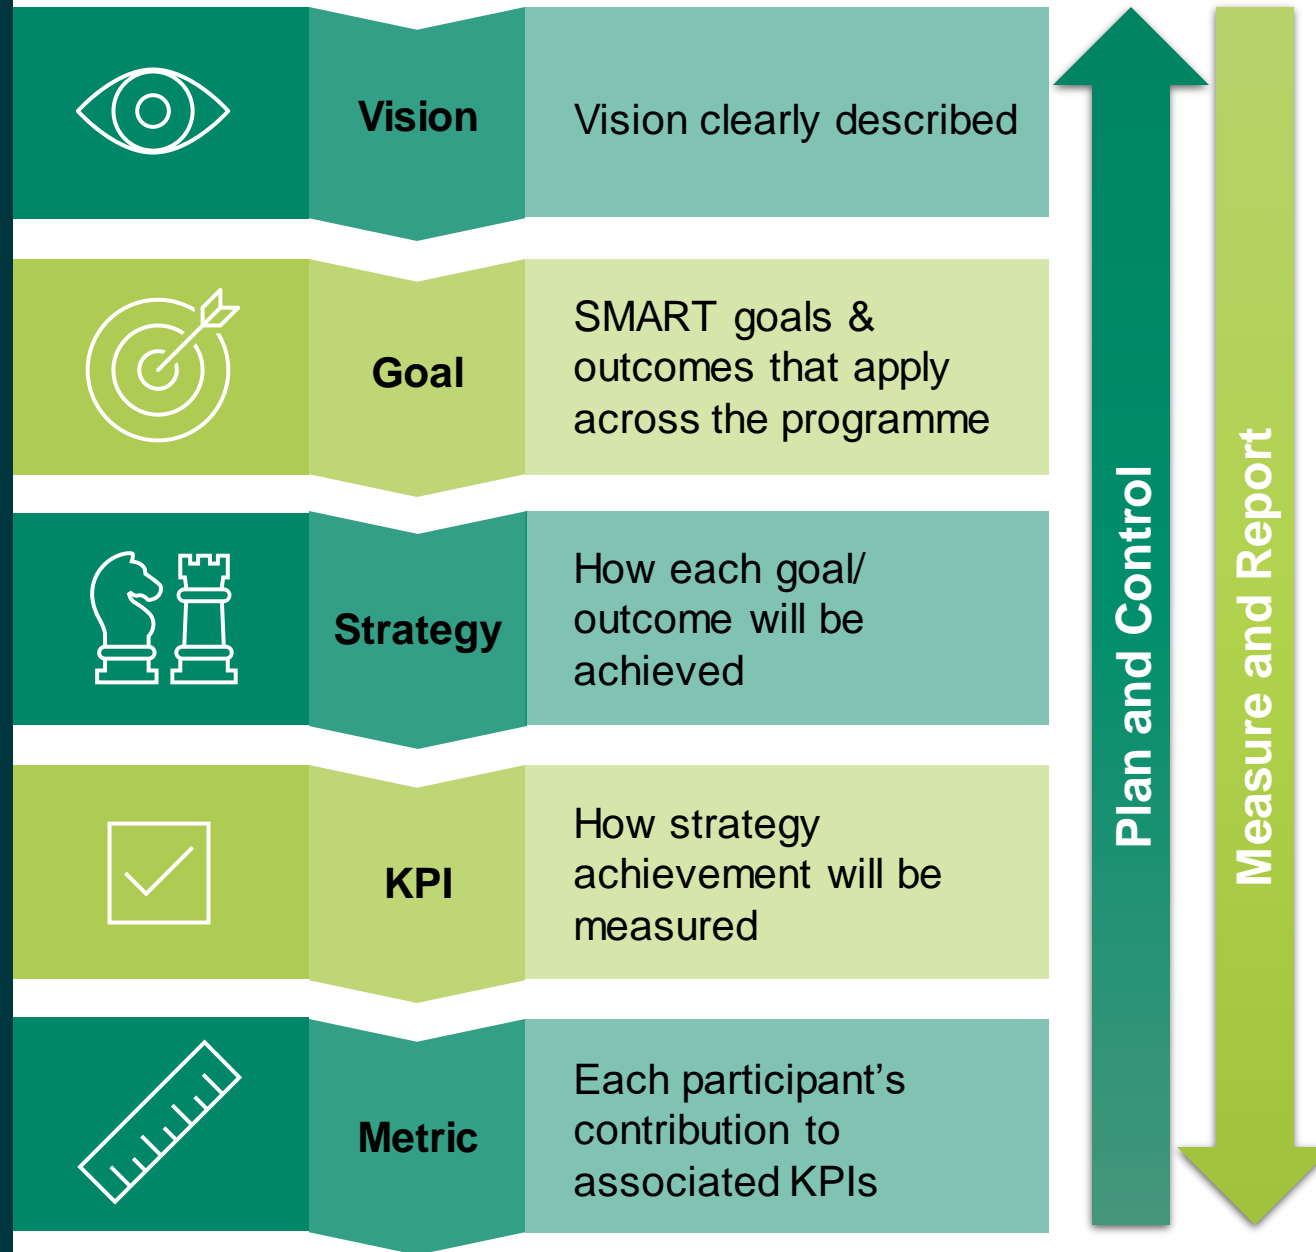 Vision
Vision clearly described
Goal
SMART goals &
outcomes that apply
across the programme
Strategy
How each goal/
outcome will be
achieved
KPI
How strategy
achievement will be
measured
Metric
Each participant’s
contribution to
associated KPIs
Plan and Control
Measure and Report